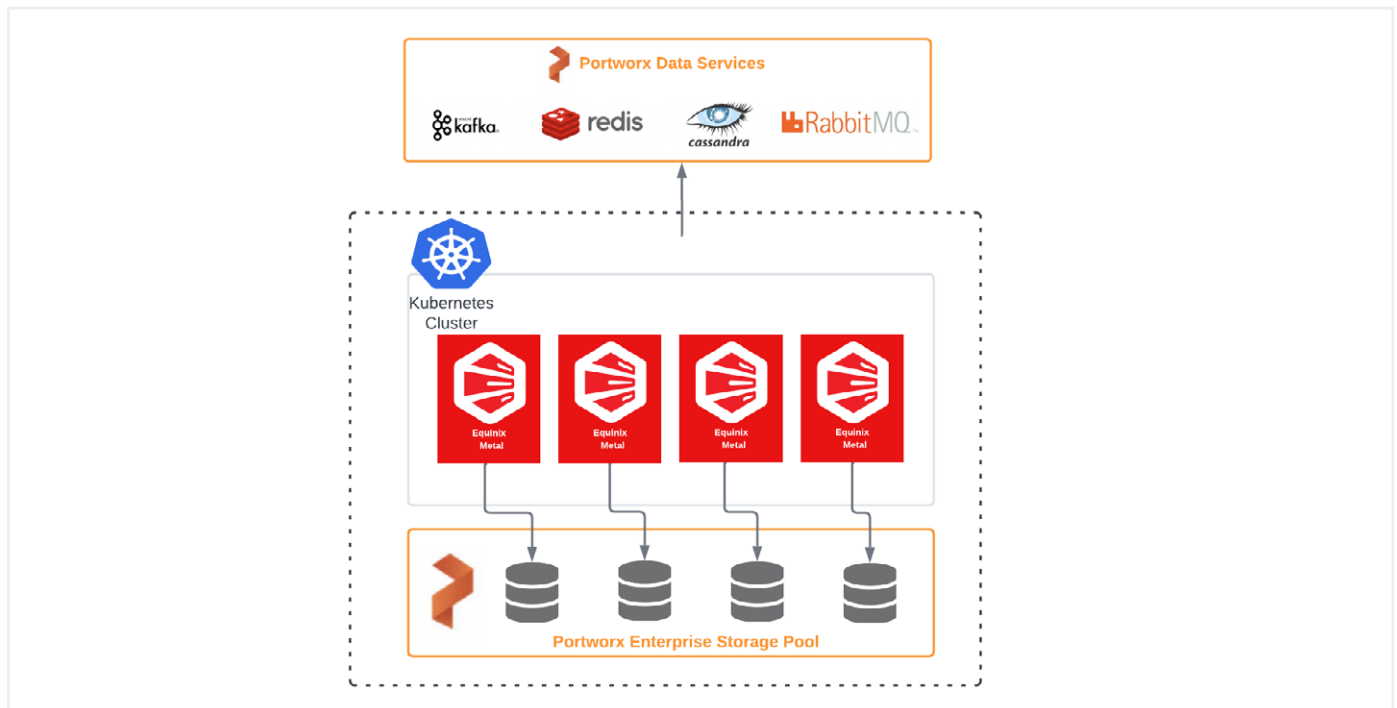 Portworx Data Services
kafka
redis
cassandra
RabbitMQ
Kubernetes
Cluster
Equinix
Metal
Equinix
Metal
Equinix
Metal
Equinix
Metal
Portworx Enterprise Storage Pool